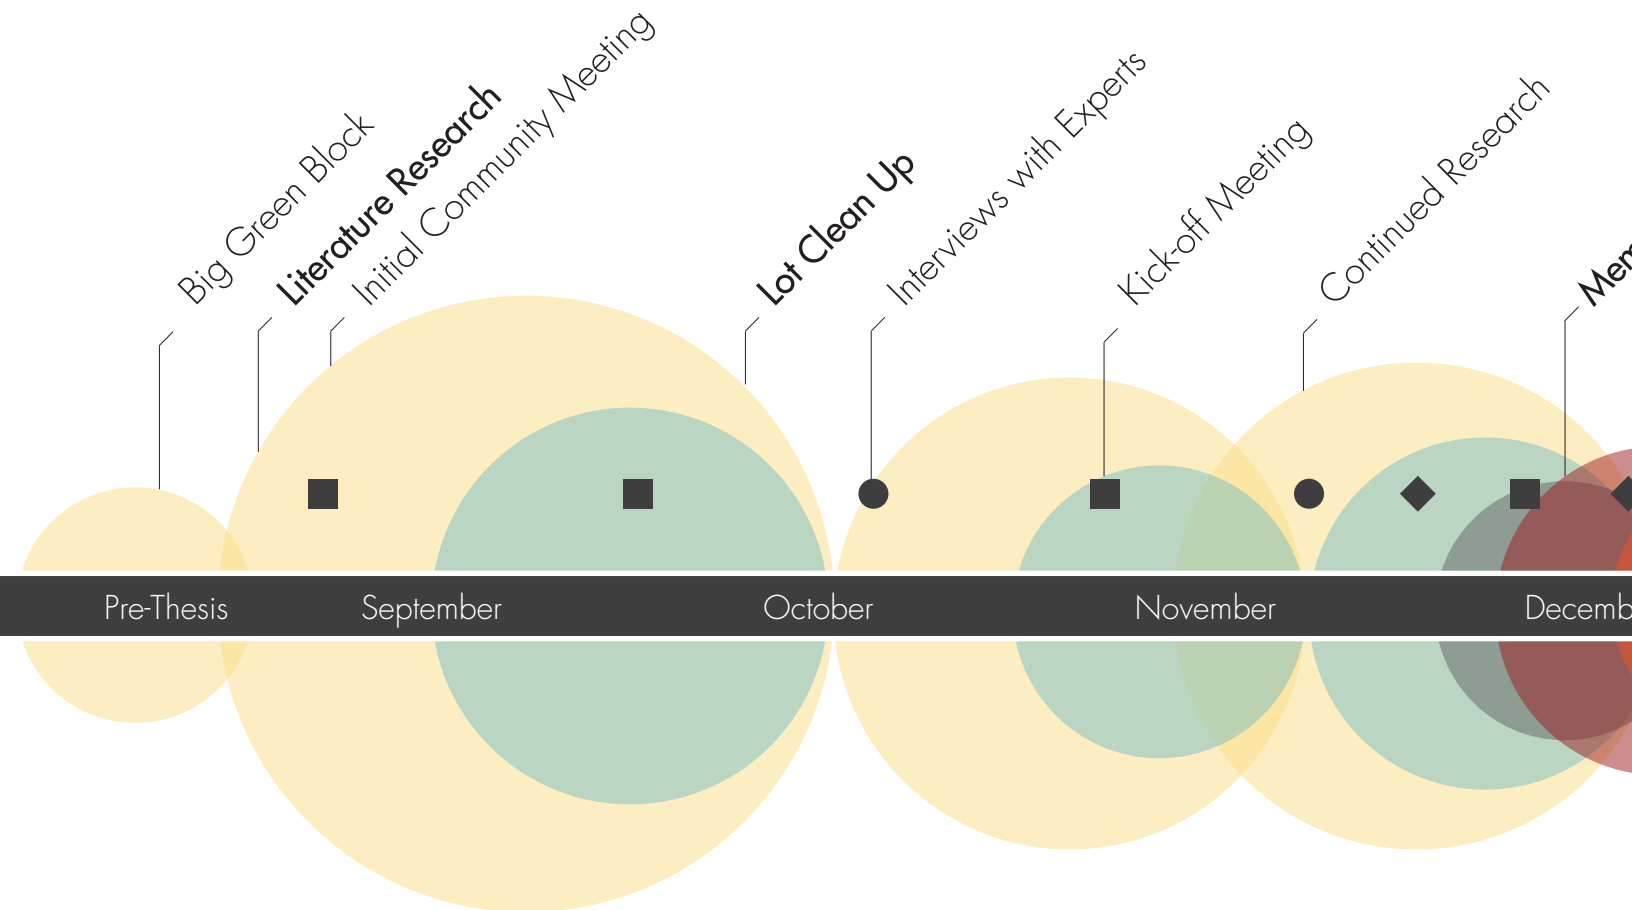 Big Green Block
Literature Research
Initial Community Meeting
Lot Clean Up
Interviews with Experts
Kick-off Meeting
Continued Research
Pre-Thesis
September
October
November